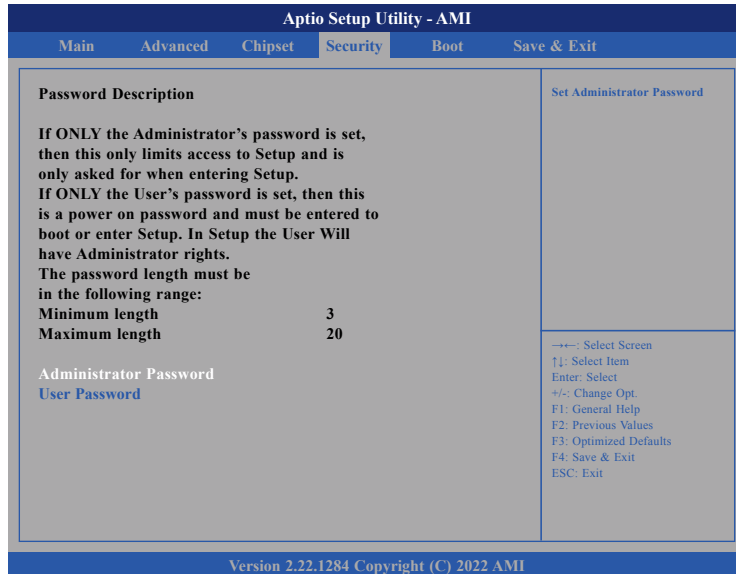 Aptio Setup Utility - AMI
Main Advanced Chipset Security Boot Save & Exit
Password Description
If ONLY the Administrator's password is set,
then this only limits access to Setup and is
only asked for when entering Setup.
If ONLY the User's password is set, then this
is a power on password and must be entered to
boot or enter Setup. In Setup the User Will
have Administrator rights.
The password length must be
in the following range:
Minimum length 3
Maximum length 20
Administrator Password
User Password
Set Administrator Password
→←: Select Screen
↑↓: Select Item
Enter: Select
+/-: Change Opt.
F1: General Help
F2: Previous Values
F3: Optimized Defaults
F4: Save & Exit
ESC: Exit
Version 2.22.1284 Copyright (C) 2022 AMI